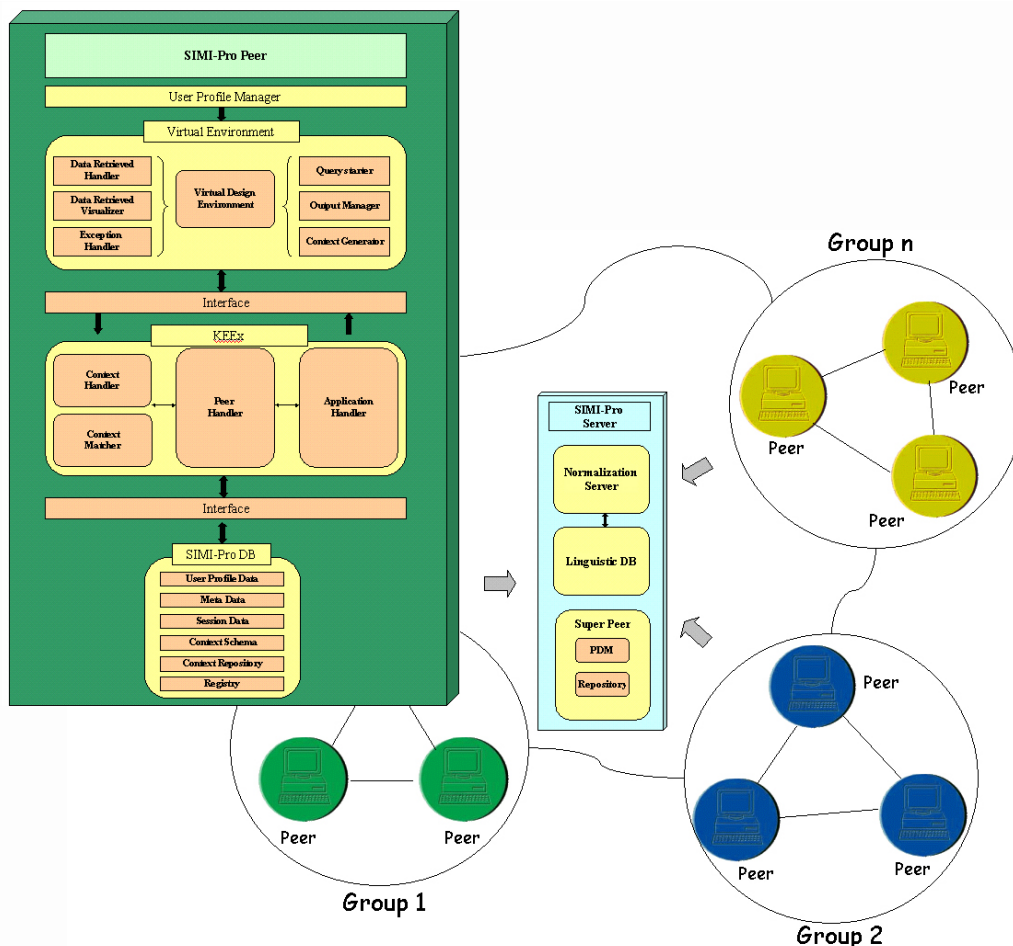 SIMI-Pro Peer
User Profile Manager
Virtual Environment
Data Retrieved
Handler
Data Retrieved
Visualizer
Exception
Handler
Virtual Design
Environment
Query starter
Output Manager
Context Generator
Interface
KEEx
Context
Handler
Context
Matcher
Peer
Handler
Application
Handler
Interface
SIMI-Pro DB
User Profile Data
Meta Data
Session Data
Context Schema
Context Repository
Registry
SIMI-Pro
Server
Normalization
Server
Linguistic DB
Super Peer
PDM
Repository
Group n
Peer
Peer
Peer
Peer
Peer
Group 1
Peer
Peer
Peer
Group 2